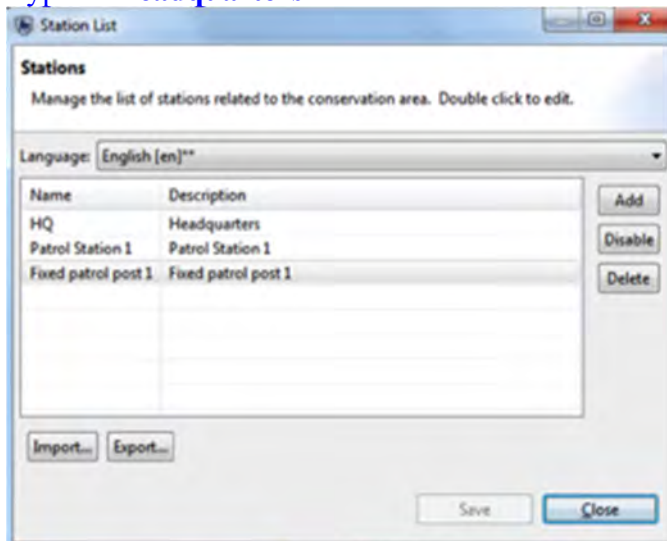 Station List
Stations
Manage the list of stations related to the conservation area. Double click to edit.
Language: English [en]**
Name Description
HQ Headquarters
Patrol Station 1 Patrol Station 1
Fixed patrol post 1 Fixed patrol post 1
Add
Disable
Delete
Import... Export...
Save Close